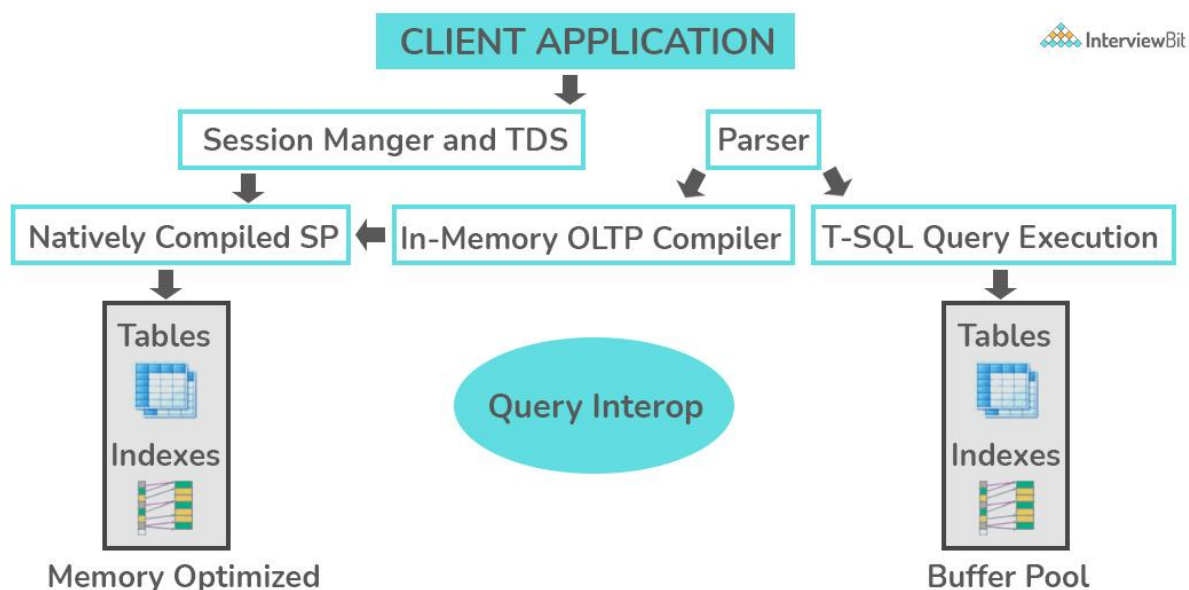 CLIENT APPLICATION
InterviewBit
Session Manger and TDS
Parser
Natively Compiled SP
In-Memory OLTP Compiler
T-SQL Query Execution
Tables
Indexes
Memory Optimized
Query Interop
Tables
Indexes
Buffer Pool